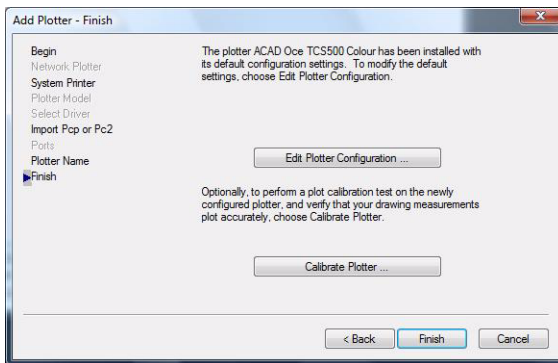 Add Plotter - Finish
Begin
Network Plotter
System Printer
Plotter Model
Select Driver
Import Pcp or Pc2
Ports
Plotter Name
Finish
The plotter ACAD Oce TCS500 Colour has been installed with
its default configuration settings. To modify the default
settings, choose Edit Plotter Configuration.
Edit Plotter Configuration ...
Optionally, to perform a plot calibration test on the newly
configured plotter, and verify that your drawing measurements
plot accurately, choose Calibrate Plotter.
Calibrate Plotter ...
< Back
Finish
Cancel